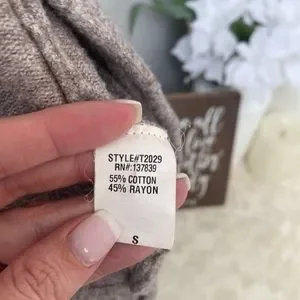 STYLE#T2029
RN#:137839
55% COTTON
45% RAYON
S